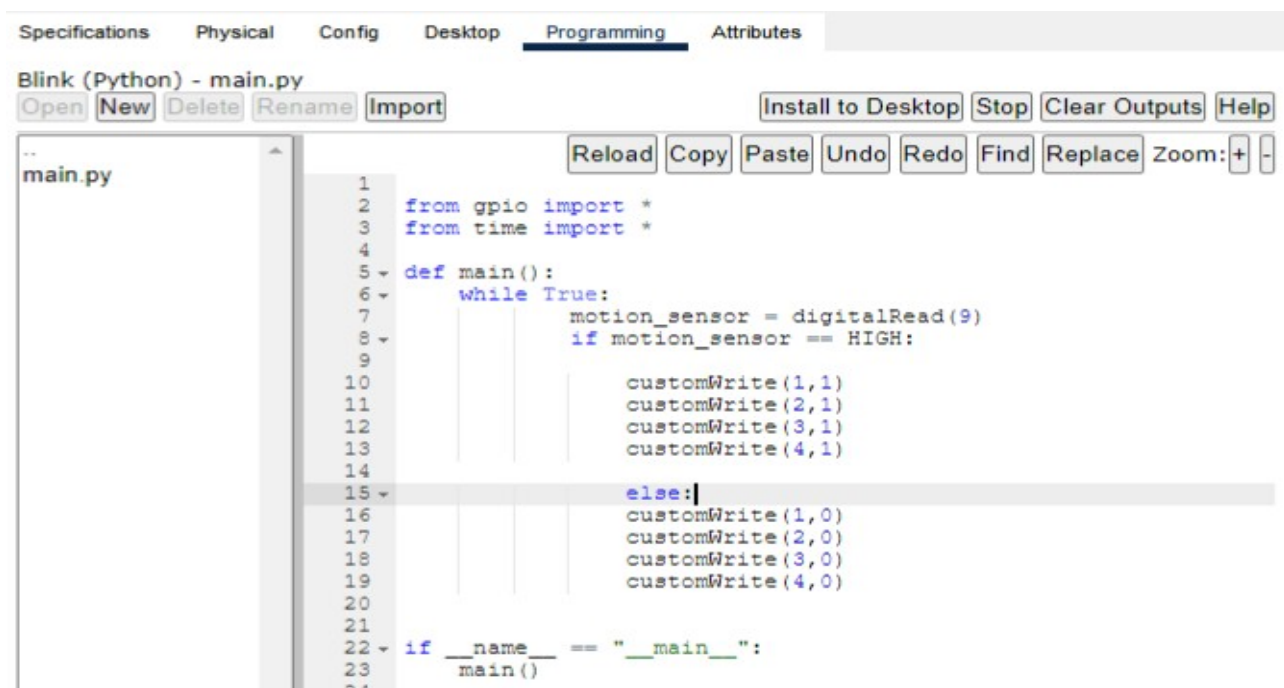 Specifications Physical Config Desktop Programming Attributes
Blink (Python) - main.py
Open New Delete Rename Import Install to Desktop Stop Clear Outputs Help
Reload Copy Paste Undo Redo Find Replace Zoom: + -
..
main.py
1
2 from gpio import *
3 from time import *
4
5 def main():
6 while True:
7 motion_sensor = digitalRead(9)
8 if motion_sensor == HIGH:
9
10 customWrite(1,1)
11 customWrite(2,1)
12 customWrite(3,1)
13 customWrite(4,1)
14
15 else:
16 customWrite(1,0)
17 customWrite(2,0)
18 customWrite(3,0)
19 customWrite(4,0)
20
21
22 if __name__ == "__main__":
23 main()